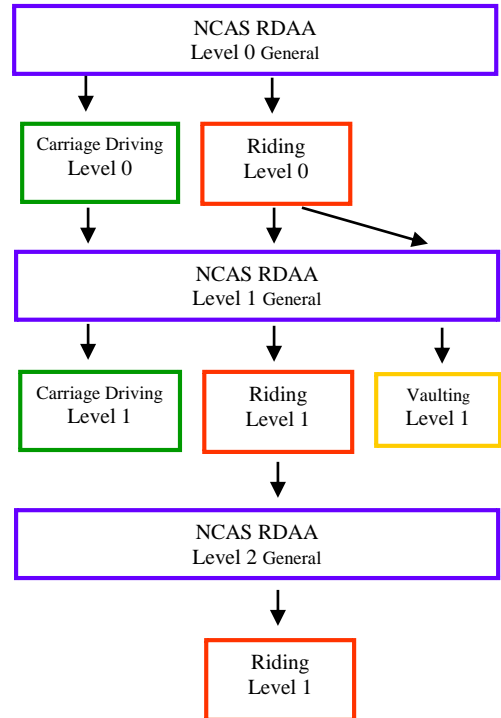 NCAS RDAA
Level 0 General
Carriage Driving
Level 0
Riding
Level 0
NCAS RDAA
Level 1 General
Carriage Driving
Level 1
Riding
Level 1
Vaulting
Level 1
NCAS RDAA
Level 2 General
Riding
Level 1